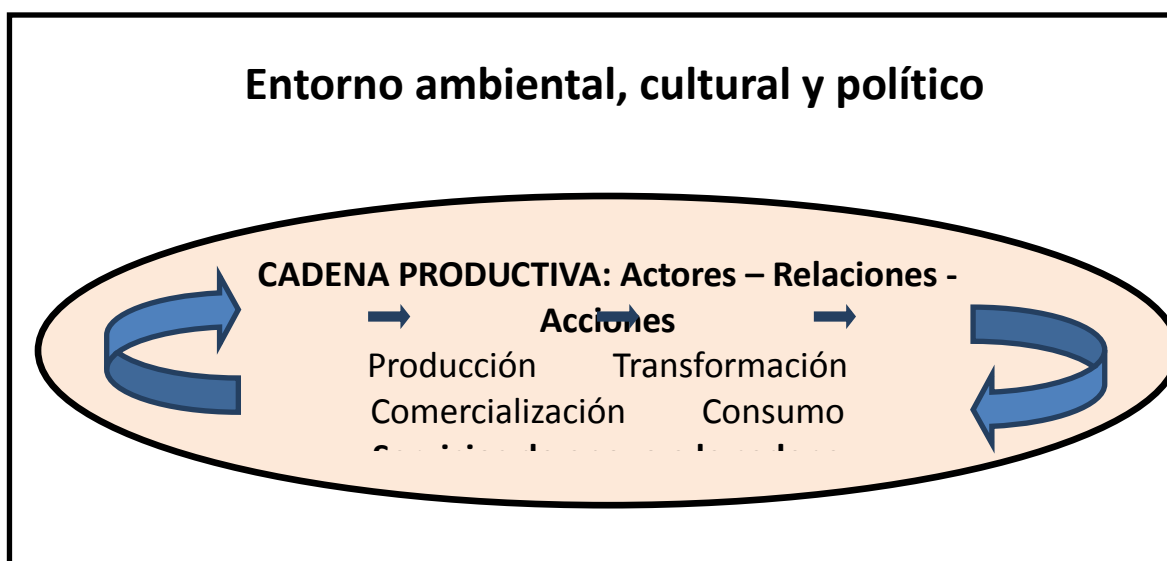 Entorno ambiental, cultural y político
CADENA PRODUCTIVA: Actores – Relaciones -
Acciones
Producción Transformación
Comercialización Consumo